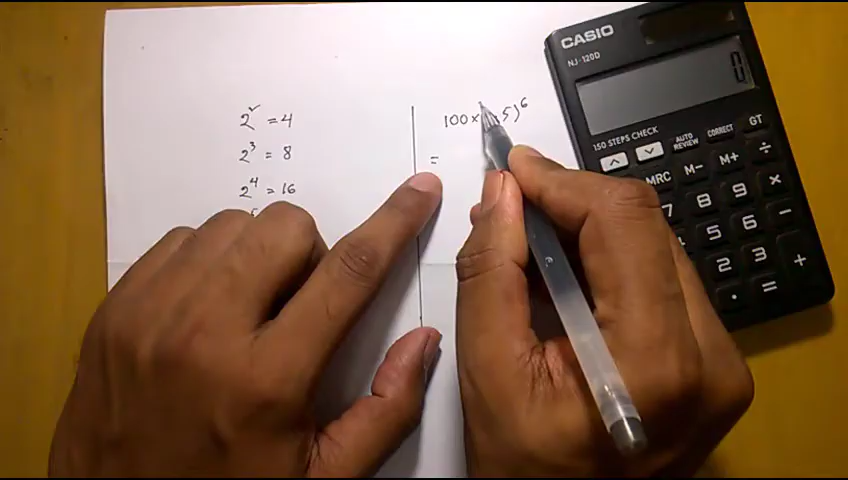 CASIO
NJ-120D
0
150 STEPS CHECK
AUTO REVIEW
CORRECT
GT
MRC M- M+ ÷
7 8 9 ×
5 6 -
2 3 +
. =
2² = 4
2³ = 8
2⁴ = 16
100× .5)⁶
=